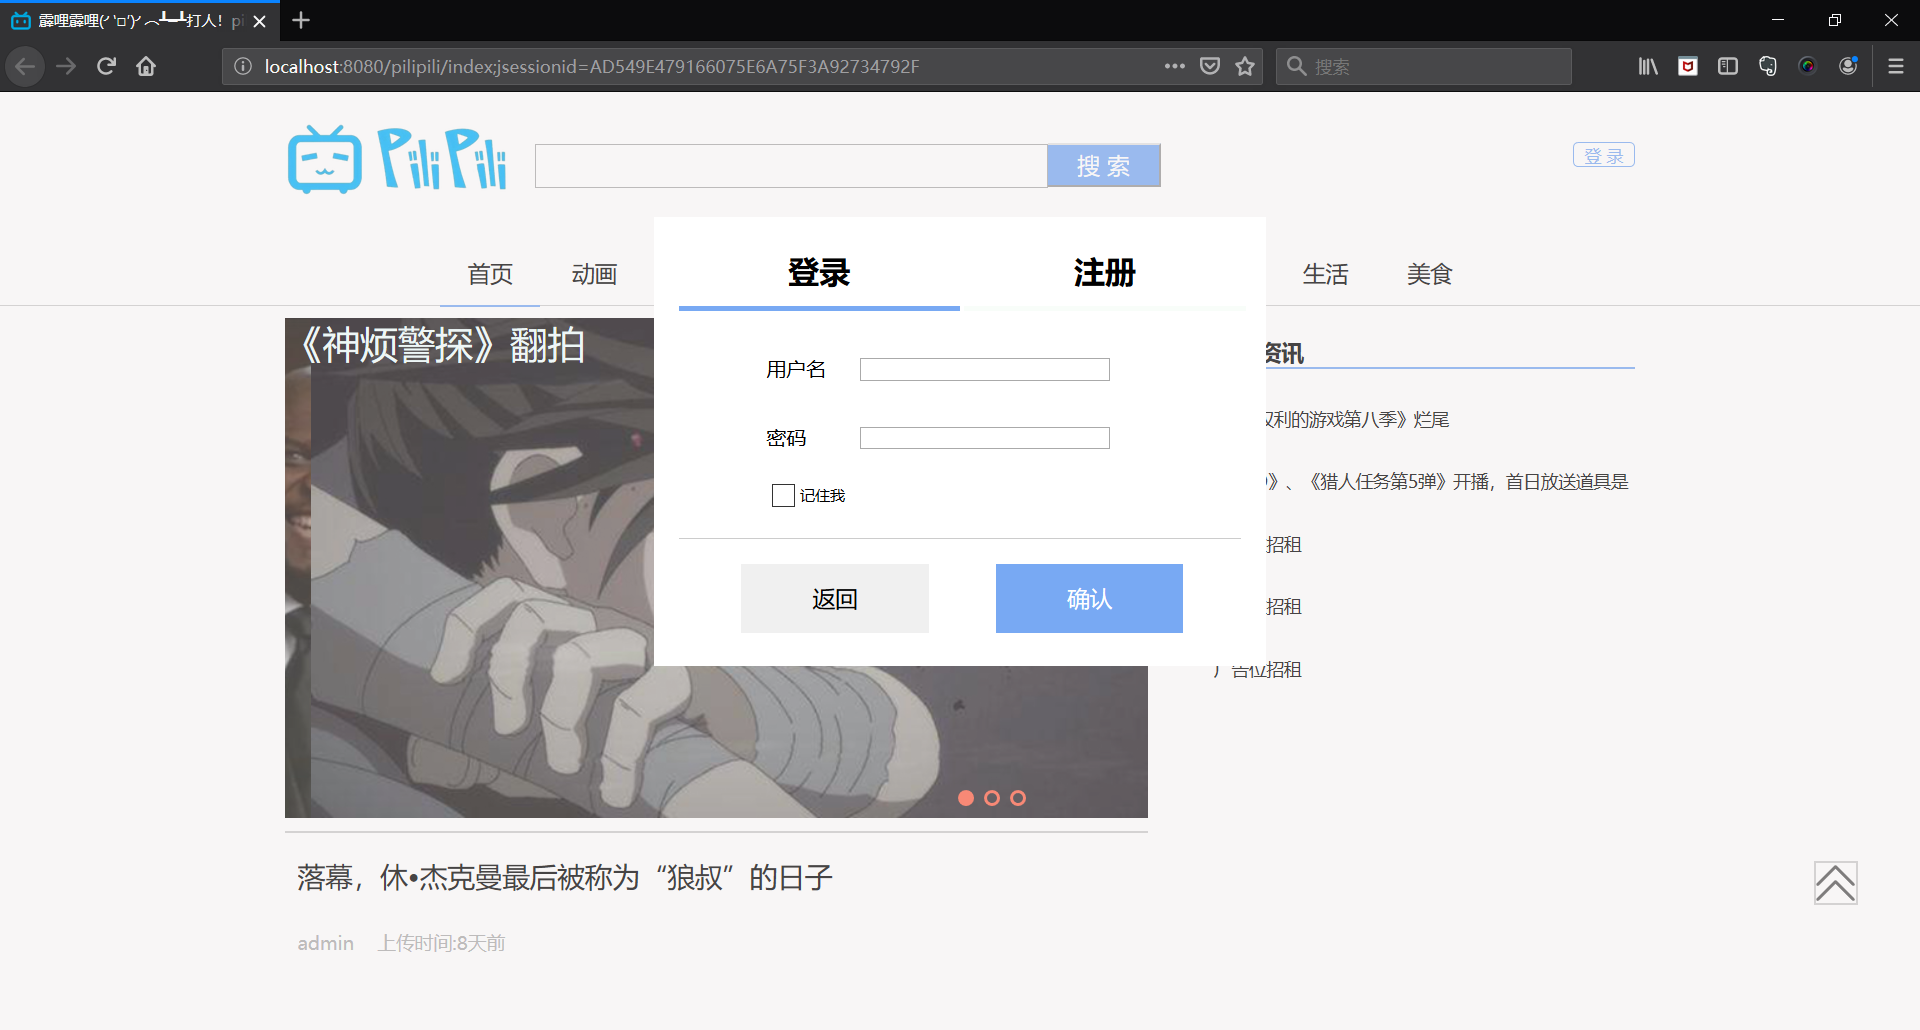 霹哩霹哩(╯'□')╯︵┻━┻打人！pi
localhost:8080/pilipili/index;jsessionid=AD549E479166075E6A75F3A92734792F
搜索
PiliPili
搜 索
登 录
首页
动画
生活
美食
登录
注册
用户名
密码
记住我
返回
确认
《神烦警探》翻拍
资讯
权利的游戏第八季》烂尾
》、《猎人任务第5弹》开播，首日放送道具是
招租
招租
广告位招租
落幕，休•杰克曼最后被称为“狼叔”的日子
admin 上传时间:8天前